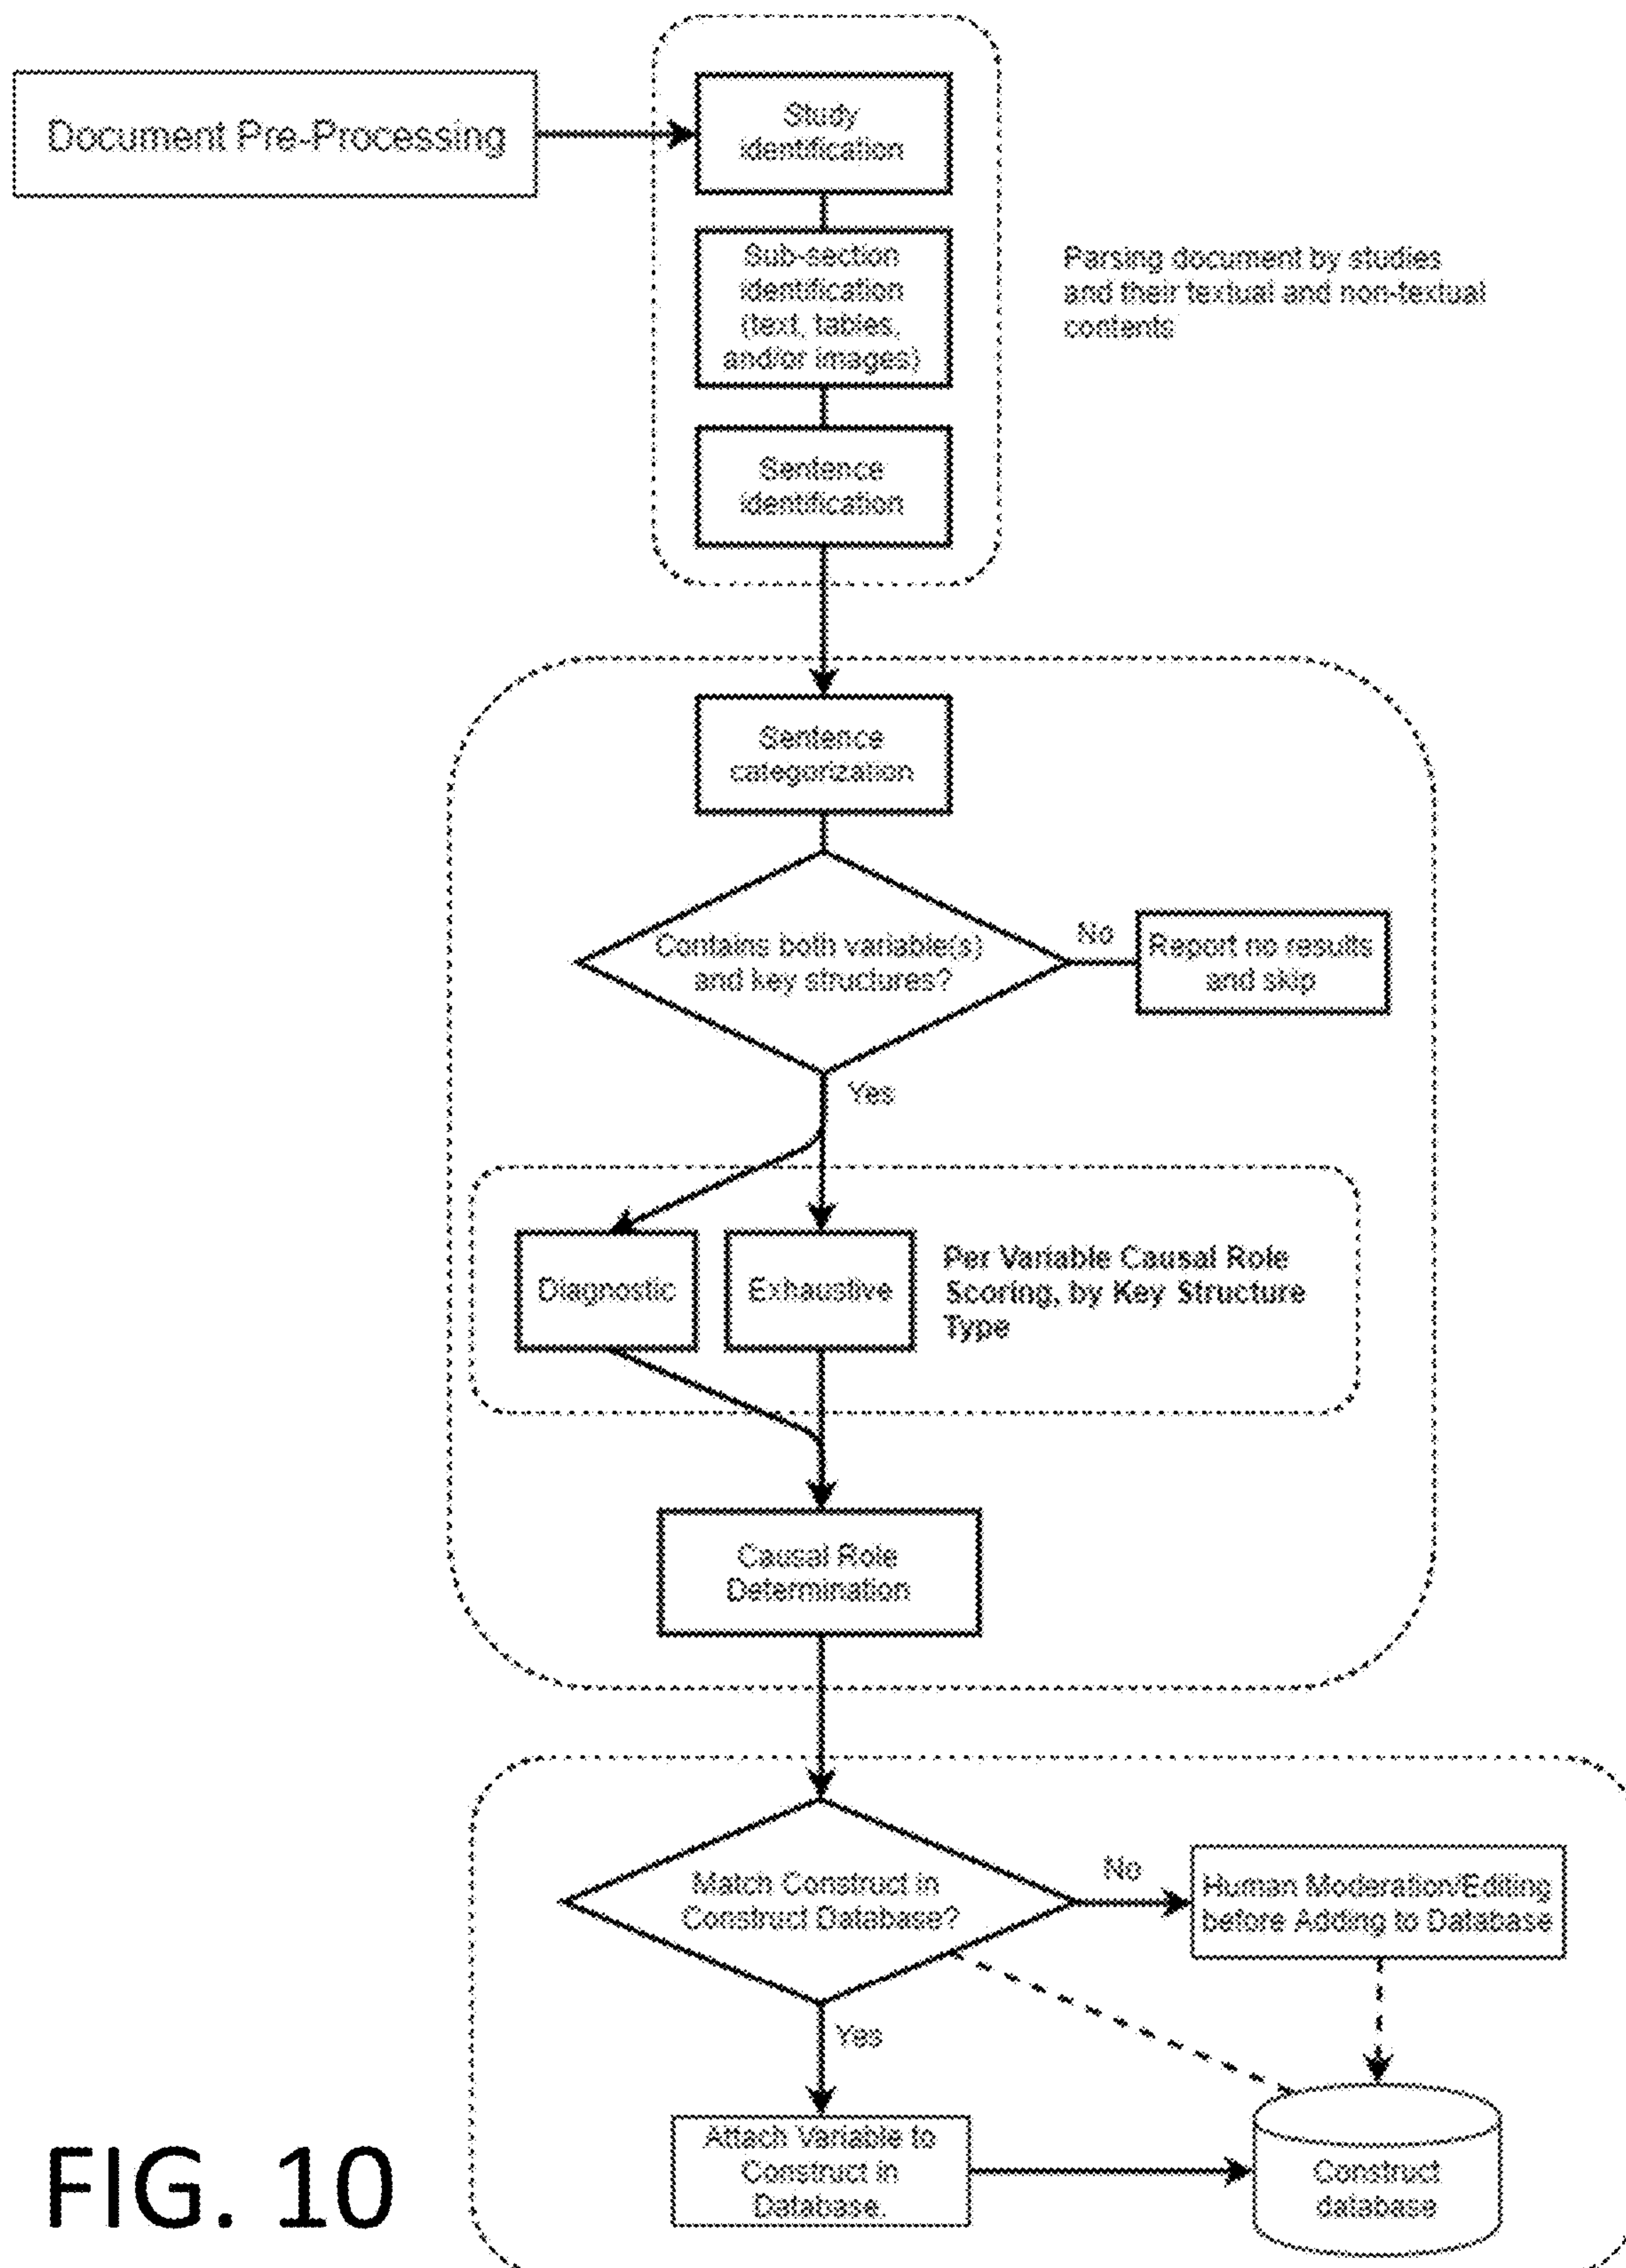 Document Pre-Processing
Study
identification
Sub-section
identification
(text, tables,
and/or images)
Parsing document by studies
and their textual and non-textual
contents
Sentence
identification
Sentence
categorization
Contains both variable(s)
and key structures?
No
Report no results
and skip
Yes
Diagnostic
Exhaustive
Per Variable Causal Role
Scoring, by Key Structure
Type
Causal Role
Determination
Match Construct in
Construct Database?
No
Human Moderation/Editing
before Adding to Database
Yes
Attach Variable to
Construct in
Database.
Construct
database
FIG. 10